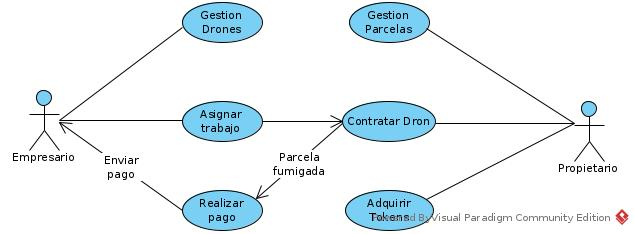 Gestion
Drones
Gestion
Parcelas
Asignar
trabajo
Contratar Dron
Empresario
Enviar
pago
Parcela
fumigada
Propietario
Realizar
pago
Adquirir
Tokens
Powered By Visual Paradigm Community Edition